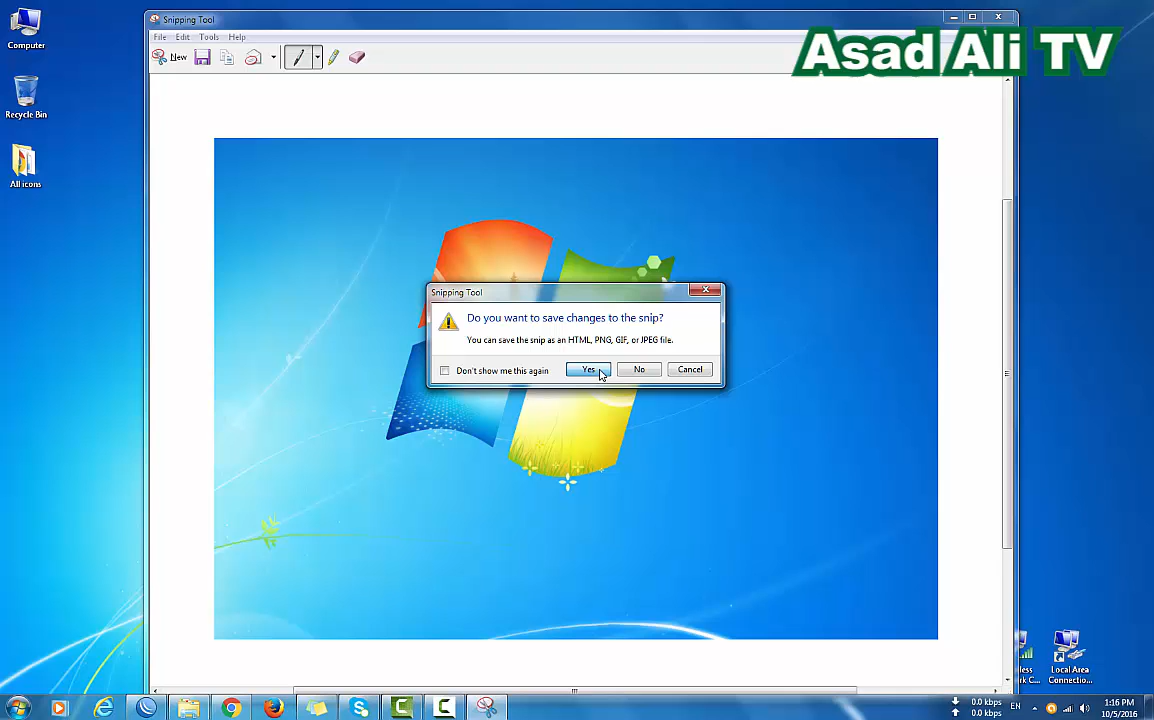 Computer
Recycle Bin
All icons
Snipping Tool
File Edit Tools Help
New
Asad Ali TV
Snipping Tool
Do you want to save changes to the snip?
You can save the snip as an HTML, PNG, GIF, or JPEG file.
Don't show me this again
Yes
No
Cancel
Local Area
Connectio...
0.0 kbps
0.0 kbps
EN
1:16 PM
10/5/2016